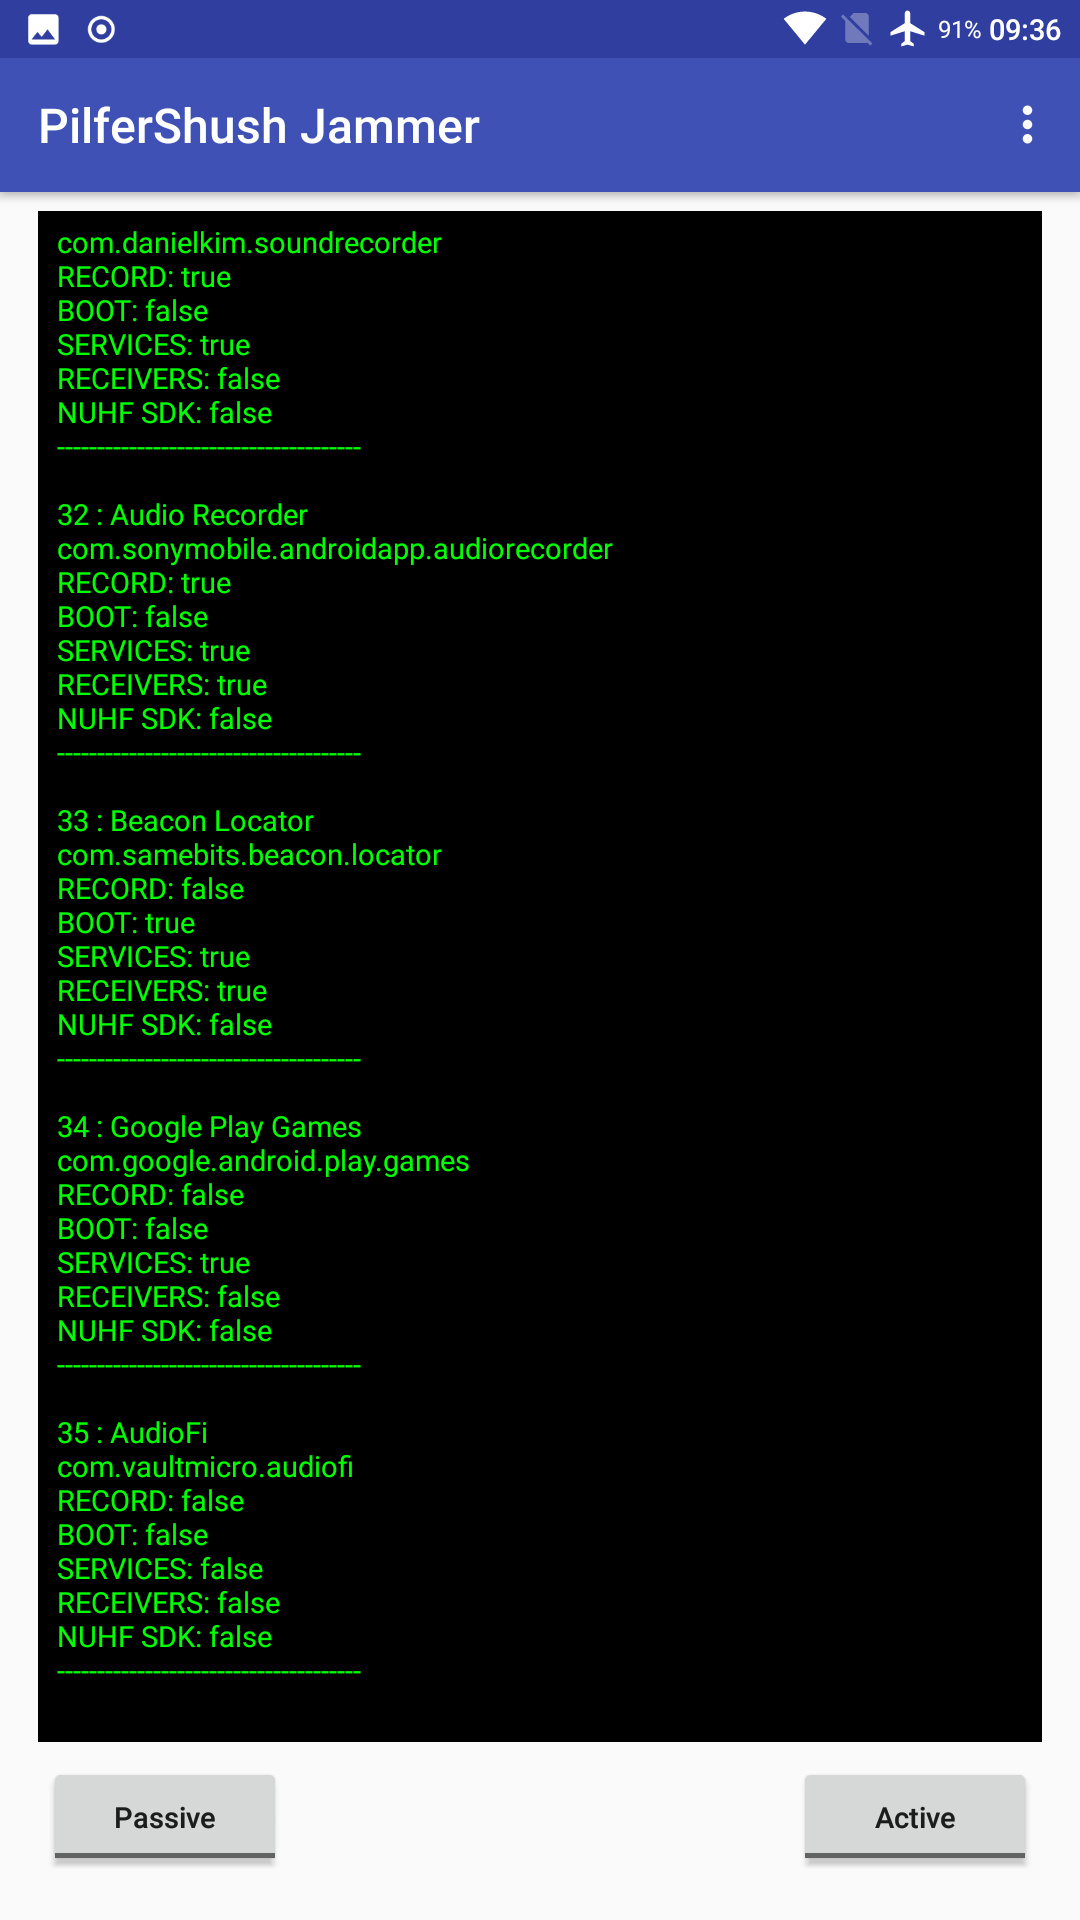 91% 09:36
PilferShush Jammer
com.danielkim.soundrecorder
RECORD: true
BOOT: false
SERVICES: true
RECEIVERS: false
NUHF SDK: false
--------------------------------------
32 : Audio Recorder
com.sonymobile.androidapp.audiorecorder
RECORD: true
BOOT: false
SERVICES: true
RECEIVERS: true
NUHF SDK: false
--------------------------------------
33 : Beacon Locator
com.samebits.beacon.locator
RECORD: false
BOOT: true
SERVICES: true
RECEIVERS: true
NUHF SDK: false
--------------------------------------
34 : Google Play Games
com.google.android.play.games
RECORD: false
BOOT: false
SERVICES: true
RECEIVERS: false
NUHF SDK: false
--------------------------------------
35 : AudioFi
com.vaultmicro.audiofi
RECORD: false
BOOT: false
SERVICES: false
RECEIVERS: false
NUHF SDK: false
--------------------------------------
Passive
Active